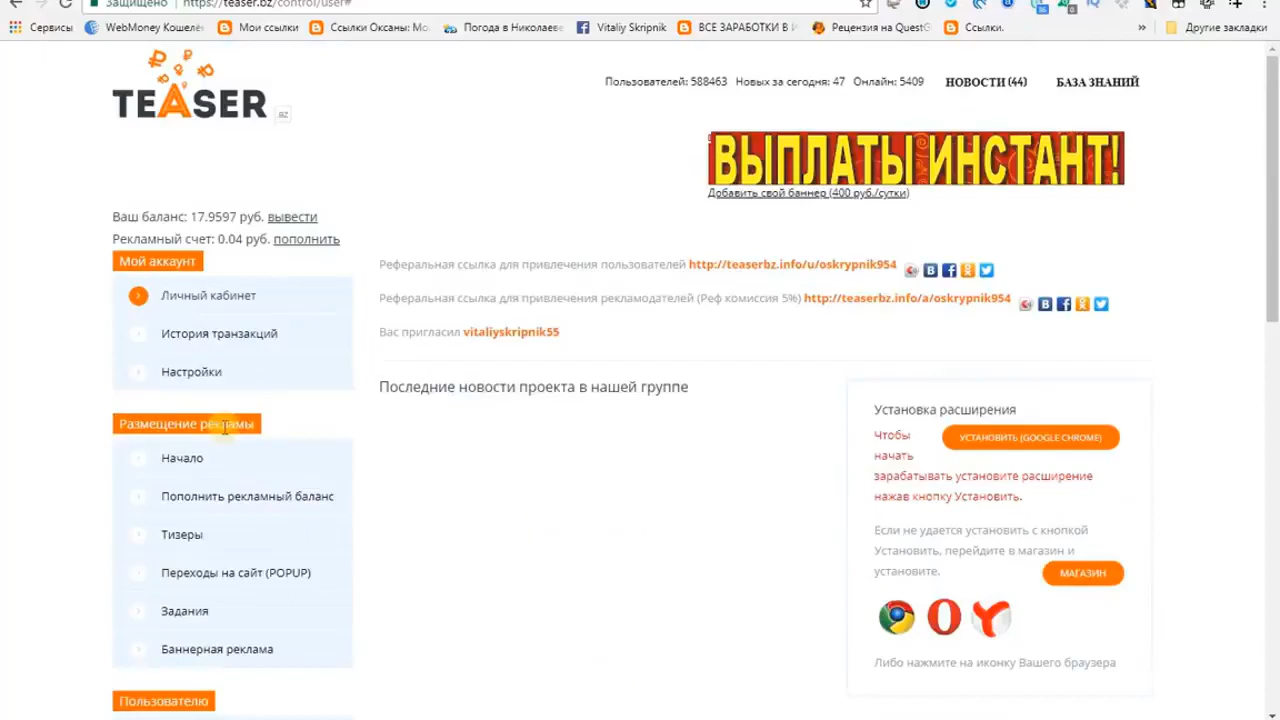 Защищено https://teaser.bz/control/user#
Сервисы WebMoney Кошелё Мои ссылки Ссылки Оксаны: Мо Погода в Николаеве Vitaliy Skripnik ВСЕ ЗАРАБОТКИ В И Рецензия на QuestG Ссылки. » Другие закладки
TEASER .BZ
Пользователей: 588463 Новых за сегодня: 47 Онлайн: 5409 НОВОСТИ (44) БАЗА ЗНАНИЙ
ВЫПЛАТЫ ИНСТАНТ!
Добавить свой баннер (400 руб./сутки)
Ваш баланс: 17.9597 руб. вывести
Рекламный счет: 0.04 руб. пополнить
Мой аккаунт
Личный кабинет
История транзакций
Настройки
Размещение рекламы
Начало
Пополнить рекламный баланс
Тизеры
Переходы на сайт (POPUP)
Задания
Баннерная реклама
Пользователю
Реферальная ссылка для привлечения пользователей http://teaserbz.info/u/oskrypnik954
Реферальная ссылка для привлечения рекламодателей (Реф комиссия 5%) http://teaserbz.info/a/oskrypnik954
Вас пригласил vitaliyskripnik55
Последние новости проекта в нашей группе
Установка расширения
Чтобы УСТАНОВИТЬ (GOOGLE CHROME)
начать
зарабатывать установите расширение
нажав кнопку Установить.
Если не удается установить с кнопкой
Установить, перейдите в магазин и
установите. МАГАЗИН
Либо нажмите на иконку Вашего браузера